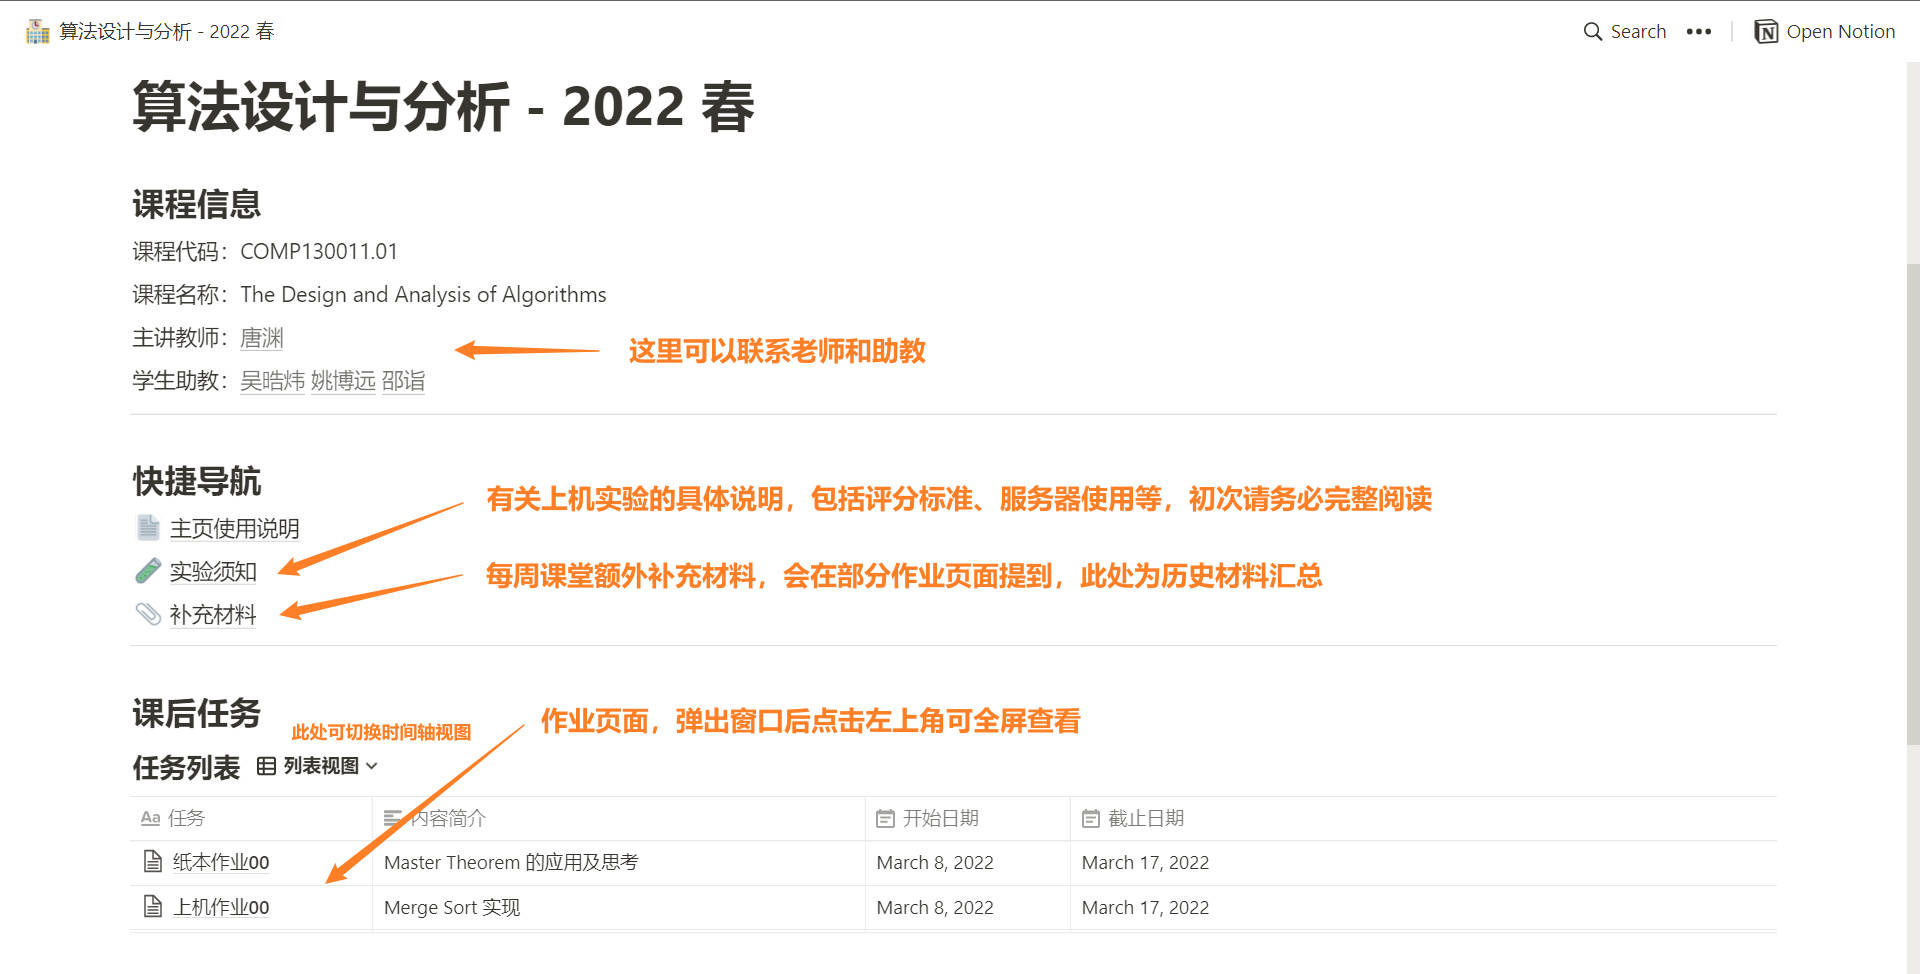 算法设计与分析 - 2022 春
Search
Open Notion
算法设计与分析 - 2022 春
课程信息
课程代码：COMP130011.01
课程名称：The Design and Analysis of Algorithms
主讲教师：唐渊
这里可以联系老师和助教
学生助教：吴晧炜 姚博远 邵诣
快捷导航
有关上机实验的具体说明，包括评分标准、服务器使用等，初次请务必完整阅读
主页使用说明
实验须知
每周课堂额外补充材料，会在部分作业页面提到，此处为历史材料汇总
补充材料
课后任务
此处可切换时间轴视图
作业页面，弹出窗口后点击左上角可全屏查看
任务列表 列表视图
Aa 任务 内容简介 开始日期 截止日期
纸本作业00 Master Theorem 的应用及思考 March 8, 2022 March 17, 2022
上机作业00 Merge Sort 实现 March 8, 2022 March 17, 2022